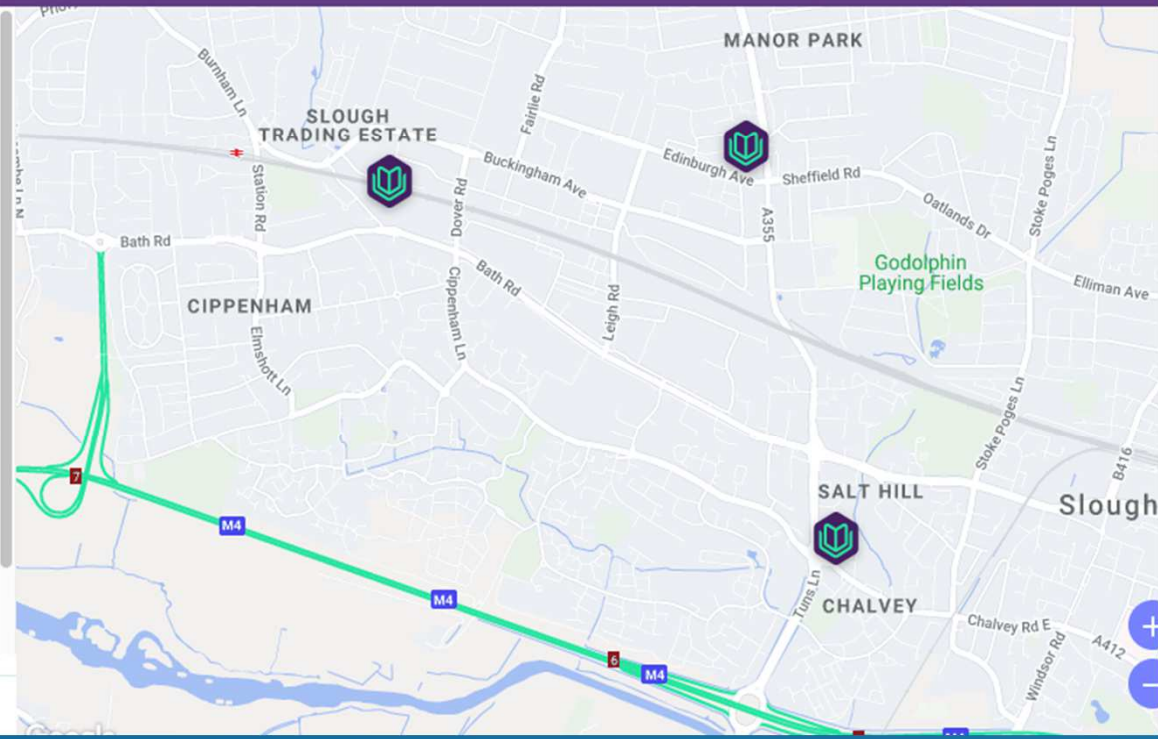 MANOR PARK
Burnham Ln
Fairlie Rd
SLOUGH
TRADING ESTATE
Buckingham Ave
Edinburgh Ave
Sheffield Rd
Stoke Poges Ln
Station Rd
Dover Rd
Oatlands Dr
A355
Bath Rd
Bath Rd
Godolphin
Playing Fields
Elliman Ave
CIPPENHAM
Cippenham Ln
Leigh Rd
Elmshott Ln
Stoke Poges Ln
B416
7
SALT HILL
Slough
M4
M4
Tuns Ln
CHALVEY
Chalvey Rd E
A412
6
M4
Windsor Rd
Google